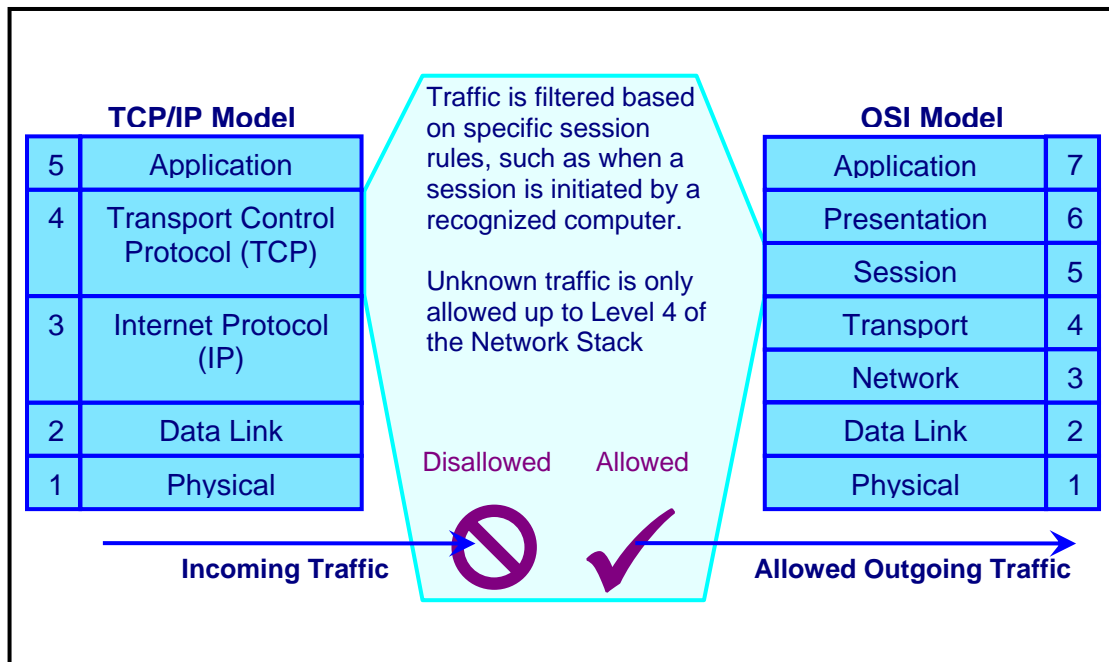 TCP/IP Model
5 Application
4 Transport Control
Protocol (TCP)
3 Internet Protocol
(IP)
2 Data Link
1 Physical
Traffic is filtered based
on specific session
rules, such as when a
session is initiated by a
recognized computer.
Unknown traffic is only
allowed up to Level 4 of
the Network Stack
Disallowed Allowed
OSI Model
Application 7
Presentation 6
Session 5
Transport 4
Network 3
Data Link 2
Physical 1
Incoming Traffic
Allowed Outgoing Traffic